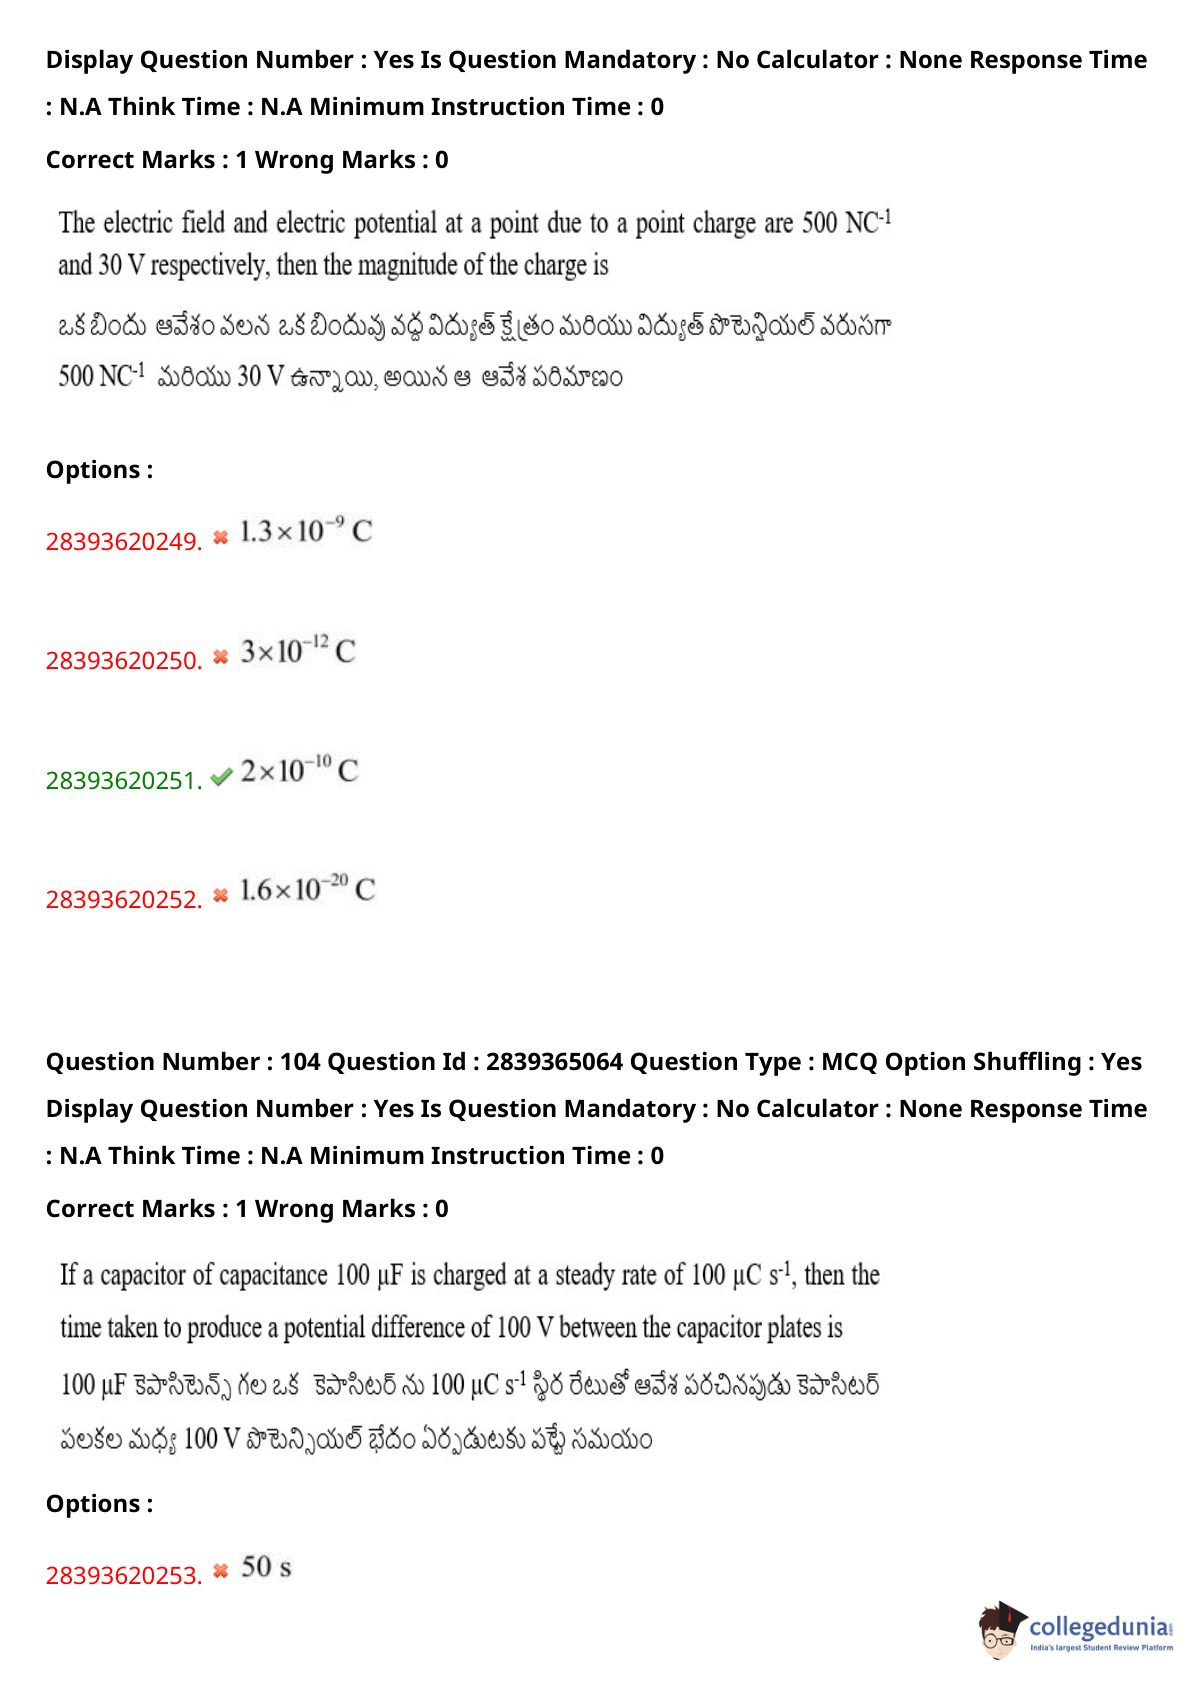 Display Question Number : Yes Is Question Mandatory : No Calculator : None Response Time
: N.A Think Time : N.A Minimum Instruction Time : 0
Correct Marks : 1 Wrong Marks : 0
The electric field and electric potential at a point due to a point charge are 500 NC⁻¹
and 30 V respectively, then the magnitude of the charge is
ఒక బిందు ఆవేశం వలన ఒక బిందువు వద్ద విద్యుత్ క్షేత్రం మరియు విద్యుత్ పొటెన్షియల్ వరుసగా
500 NC⁻¹ మరియు 30 V ఉన్నాయి, అయిన ఆ ఆవేశ పరిమాణం
Options :
28393620249. 1.3×10⁻⁹ C
28393620250. 3×10⁻¹² C
28393620251. 2×10⁻¹⁰ C
28393620252. 1.6×10⁻²⁰ C
Question Number : 104 Question Id : 2839365064 Question Type : MCQ Option Shuffling : Yes
Display Question Number : Yes Is Question Mandatory : No Calculator : None Response Time
: N.A Think Time : N.A Minimum Instruction Time : 0
Correct Marks : 1 Wrong Marks : 0
If a capacitor of capacitance 100 μF is charged at a steady rate of 100 μC s⁻¹, then the
time taken to produce a potential difference of 100 V between the capacitor plates is
100 μF కెపాసిటెన్స్ గల ఒక కెపాసిటర్ ను 100 μC s⁻¹ స్థిర రేటుతో ఆవేశ పరచినపుడు కెపాసిటర్
పలకల మధ్య 100 V పొటెన్సియల్ భేదం ఏర్పడుటకు పట్టే సమయం
Options :
28393620253. 50 s
collegedunia.com
India's largest Student Review Platform